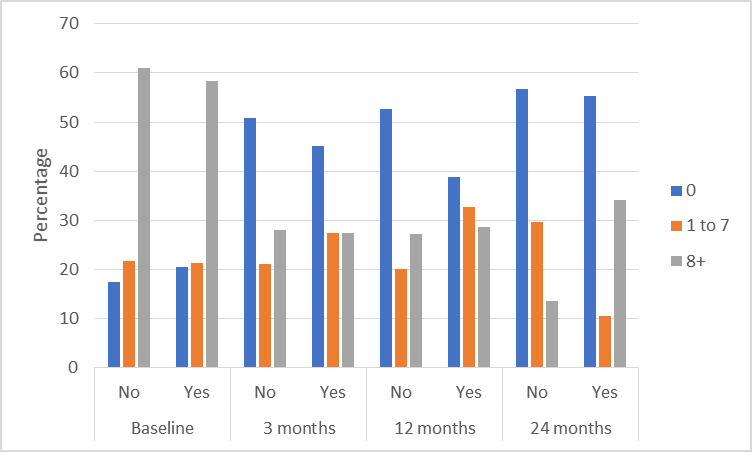 Percentage
70
60
50
40
30
20
10
0
No Yes No Yes No Yes No Yes
Baseline 3 months 12 months 24 months
0
1 to 7
8+